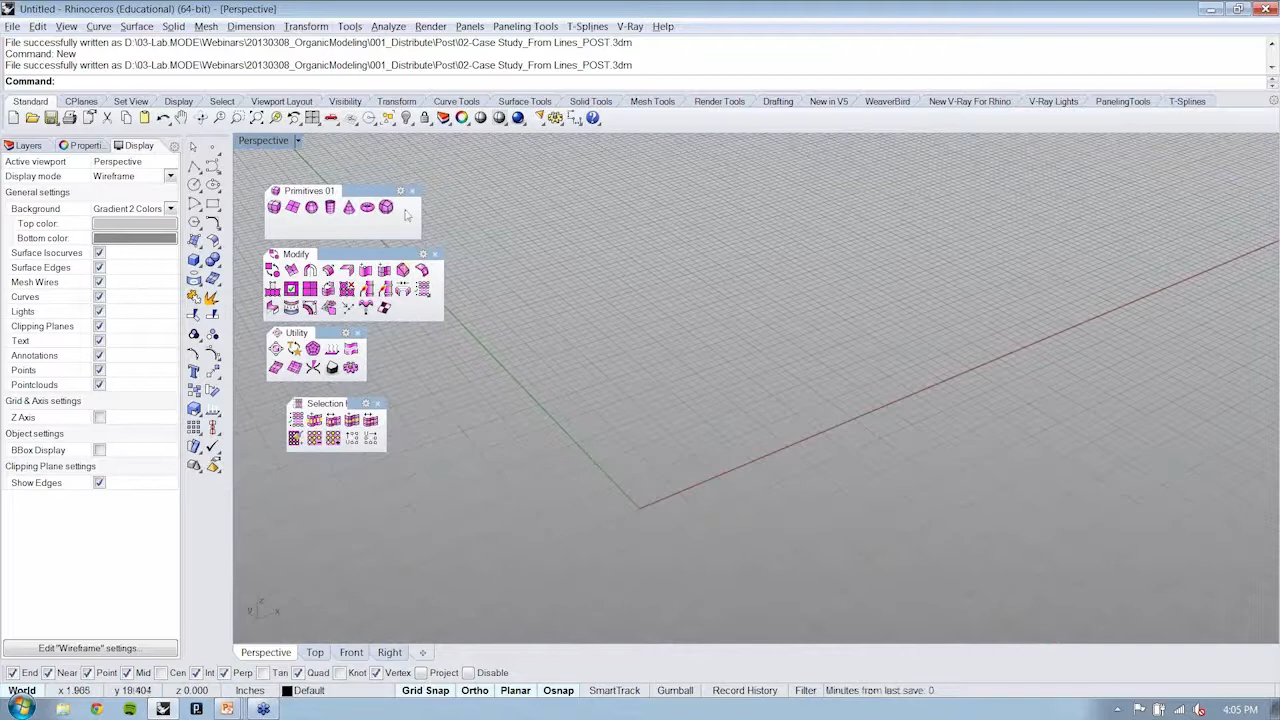 Untitled - Rhinoceros (Educational) (64-bit) - [Perspective]
File Edit View Curve Surface Solid Mesh Dimension Transform Tools Analyze Render Panels Paneling Tools T-Splines V-Ray Help
File successfully written as D:\03-Lab.MODE\Webinars\20130308_OrganicModeling\001_Distribute\Post\02-Case Study_From Lines_POST.3dm
Command: New
File successfully written as D:\03-Lab.MODE\Webinars\20130308_OrganicModeling\001_Distribute\Post\02-Case Study_From Lines_POST.3dm
Command:
Standard CPlanes Set View Display Select Viewport Layout Visibility Transform Curve Tools Surface Tools Solid Tools Mesh Tools Render Tools Drafting New in V5 WeaverBird New V-Ray For Rhino V-Ray Lights PanelingTools T-Splines
Layers Properti... Display
Perspective
Active viewport Perspective
Display mode Wireframe
General settings
Background Gradient 2 Colors
Top color:
Bottom color:
Surface Isocurves
Surface Edges
Mesh Wires
Curves
Lights
Clipping Planes
Text
Annotations
Points
Pointclouds
Grid & Axis settings
Z Axis
Object settings
BBox Display
Clipping Plane settings
Show Edges
Edit "Wireframe" settings...
Primitives 01
Modify
Utility
Selection
z
y
x
Perspective Top Front Right
End Near Point Mid Cen Int Perp Tan Quad Knot Vertex Project Disable
World x 1.965 y 18.404 z 0.000 Inches Default Grid Snap Ortho Planar Osnap SmartTrack Gumball Record History Filter Minutes from last save: 0
4:05 PM